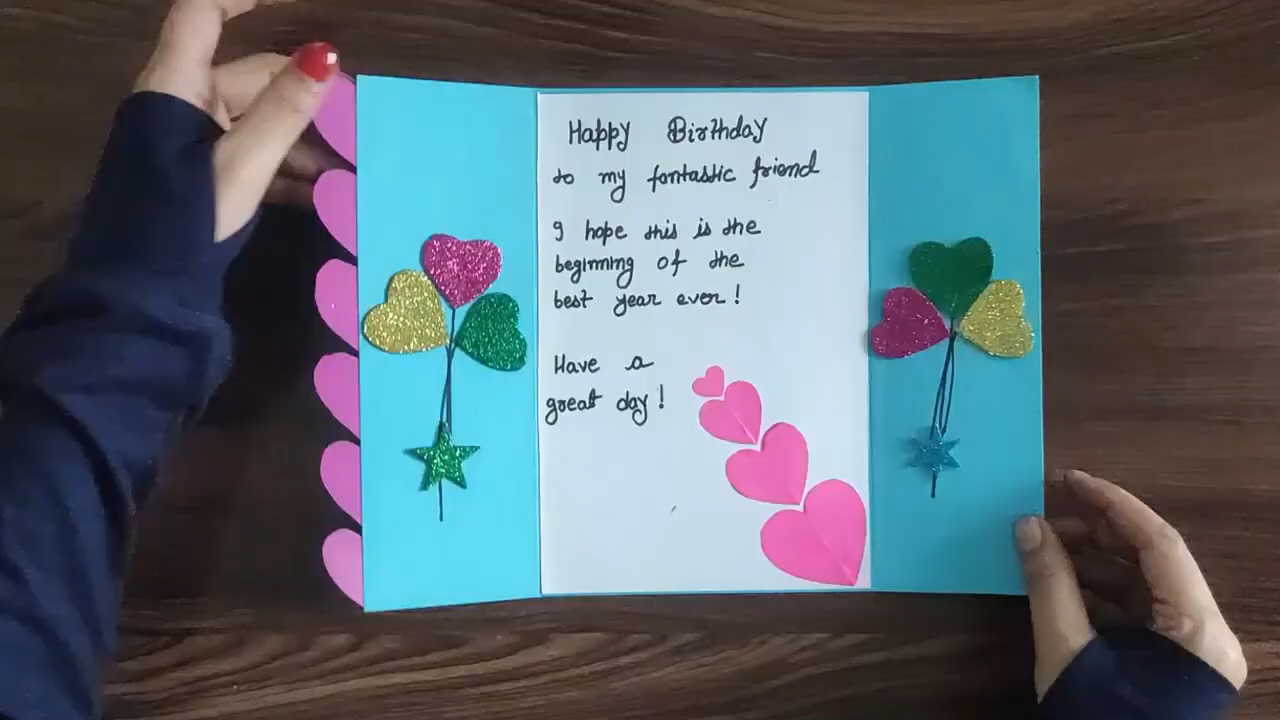 Happy Birthday
to my fantastic friend
I hope this is the
beginning of the
best year ever!
Have a
great day!